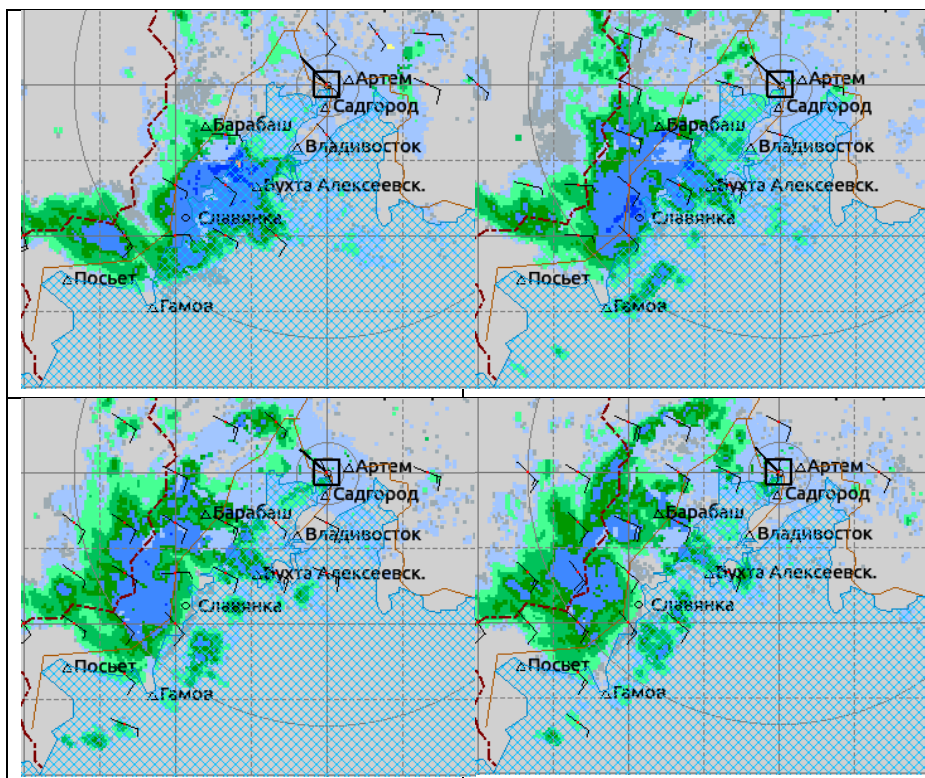 Артем
Садгород
Барабаш
Владивосток
Бухта Алексеевск.
Славянка
Посьет
Гамов
Артем
Садгород
Барабаш
Владивосток
Бухта Алексеевск.
Славянка
Посьет
Гамов
Артем
Садгород
Барабаш
Владивосток
Бухта Алексеевск.
Славянка
Посьет
Гамов
Артем
Садгород
Барабаш
Владивосток
Бухта Алексеевск.
Славянка
Посьет
Гамов